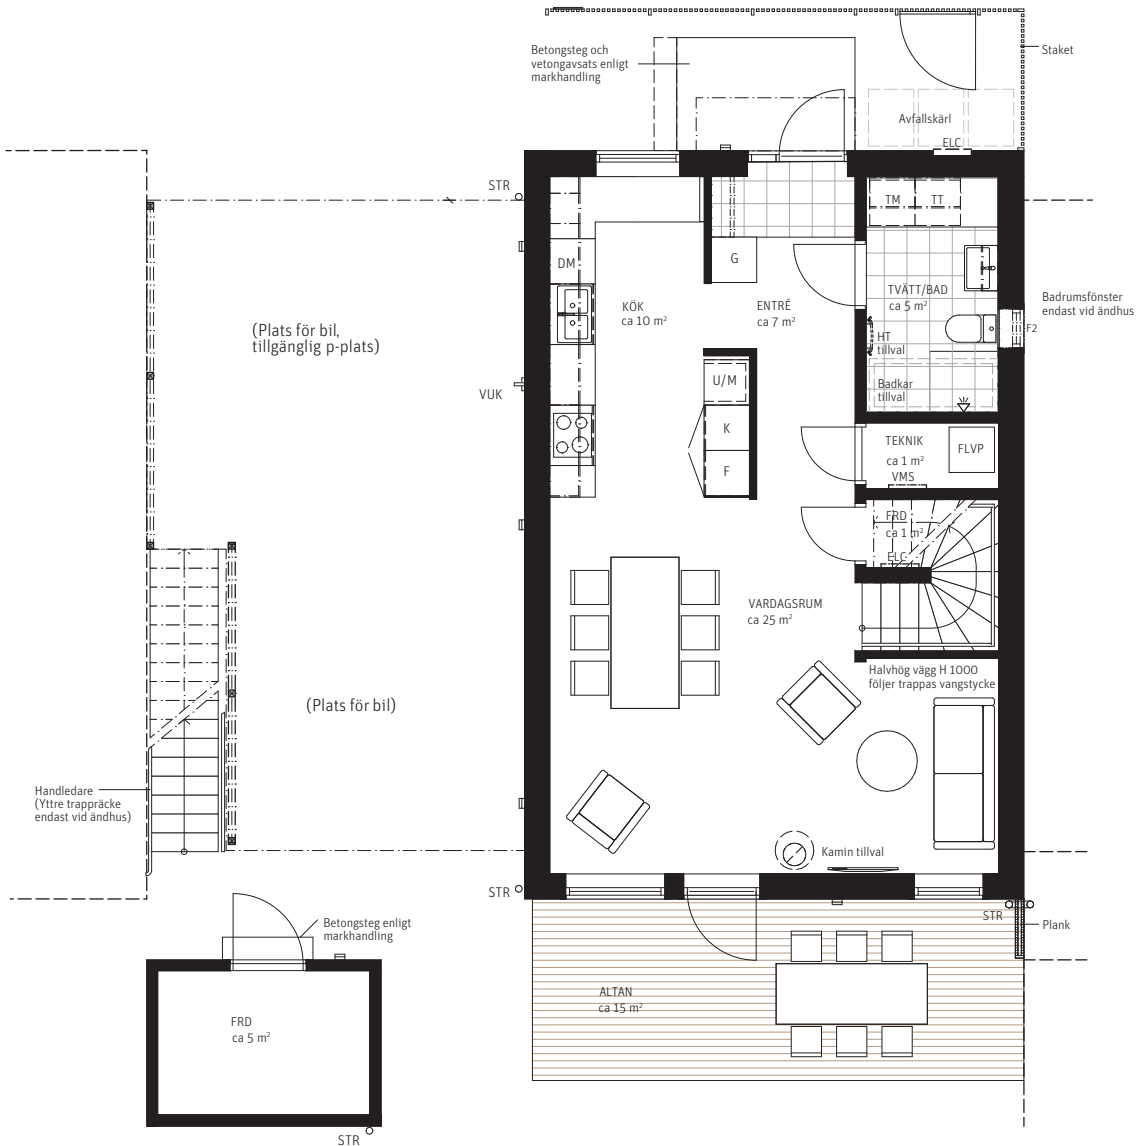 Betongsteg och
vetongavsats enligt
markhandling
Staket
Avfallskärl
ELC
STR
TM
TT
DM
G
KÖK
ca 10 m²
ENTRÉ
ca 7 m²
TVÄTT/BAD
ca 5 m²
Badrumsfönster
endast vid ändhus
F2
(Plats för bil,
tillgänglig p-plats)
HT
tillval
VUK
U/M
Badkar
tillval
K
F
TEKNIK
ca 1 m²
VMS
FLVP
FRD
ca 1 m²
ELC
VARDAGSRUM
ca 25 m²
Halvhög vägg H 1000
följer trappas vangstycke
(Plats för bil)
Handledare
(Yttre trappräcke
endast vid ändhus)
Kamin tillval
STR
STR
Plank
Betongsteg enligt
markhandling
ALTAN
ca 15 m²
FRD
ca 5 m²
STR